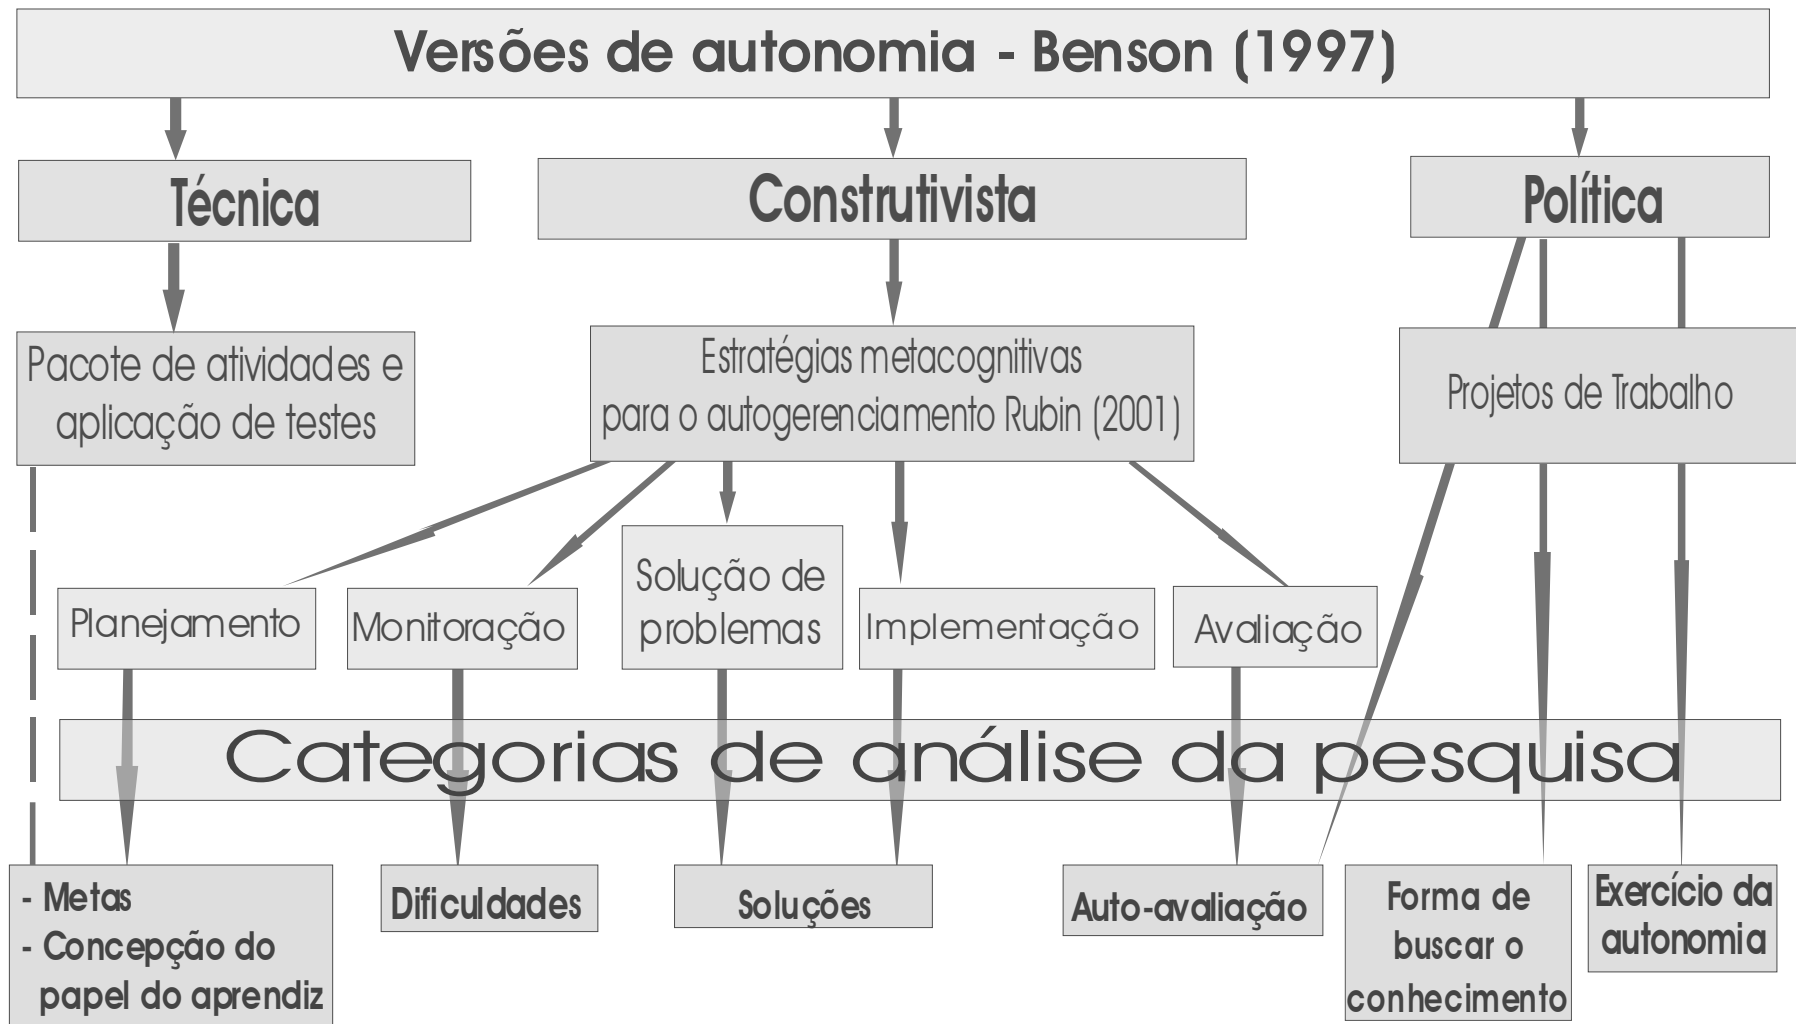 Versões de autonomia - Benson (1997)
Técnica
Construtivista
Política
Pacote de atividades e
aplicação de testes
Estratégias metacognitivas
para o autogerenciamento Rubin (2001)
Projetos de Trabalho
Planejamento
Monitoração
Solução de
problemas
Implementação
Avaliação
Categorias de análise da pesquisa
- Metas
- Concepção do
papel do aprendiz
Dificuldades
Soluções
Auto-avaliação
Forma de
buscar o
conhecimento
Exercício da
autonomia